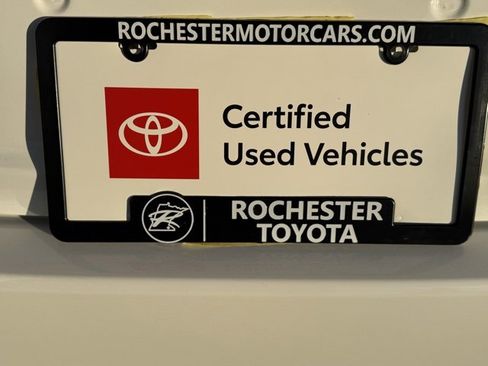 ROCHESTERMOTORCARS.COM
Certified
Used Vehicles
ROCHESTER
TOYOTA